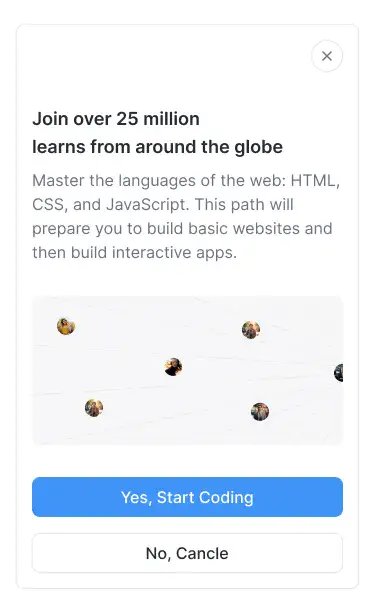 Join over 25 million
learns from around the globe
Master the languages of the web: HTML,
CSS, and JavaScript. This path will
prepare you to build basic websites and
then build interactive apps.
Yes, Start Coding
No, Cancle